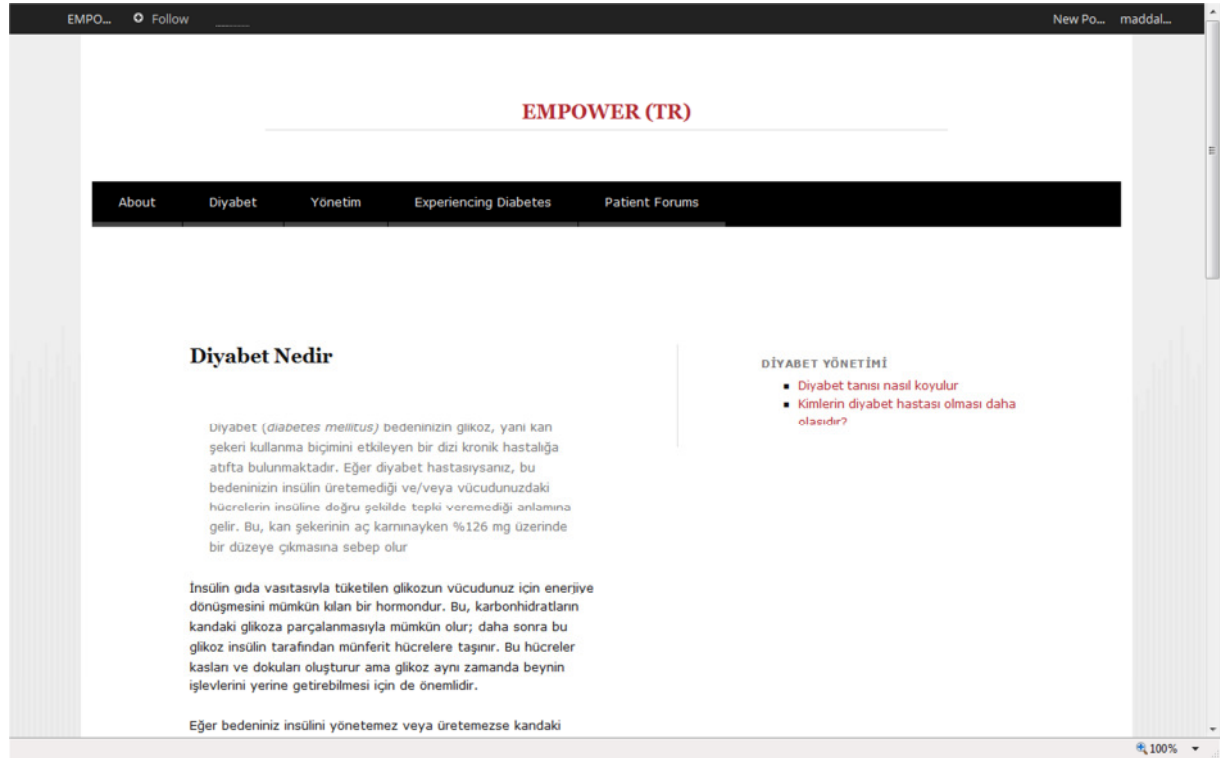 EMPO... Follow New Po... maddal...
EMPOWER (TR)
About Diyabet Yönetim Experiencing Diabetes Patient Forums
Diyabet Nedir
Diyabet (diabetes mellitus) bedeninizin glikoz, yani kan
şekeri kullanma biçimini etkileyen bir dizi kronik hastalığa
atıfta bulunmaktadır. Eğer diyabet hastasıysanız, bu
bedeninizin insülin üretemediği ve/veya vücudunuzdaki
hücrelerin insüline doğru şekilde tepki veremediği anlamına
gelir. Bu, kan şekerinin aç karnınayken %126 mg üzerinde
bir düzeye çıkmasına sebep olur
İnsülin gıda vasıtasıyla tüketilen glikozun vücudunuz için enerjiye
dönüşmesini mümkün kılan bir hormondur. Bu, karbonhidratların
kandaki glikoza parçalanmasıyla mümkün olur; daha sonra bu
glikoz insülin tarafından münferit hücrelere taşınır. Bu hücreler
kasları ve dokuları oluşturur ama glikoz aynı zamanda beynin
işlevlerini yerine getirebilmesi için de önemlidir.
Eğer bedeniniz insülini yönetemez veya üretemezse kandaki
DİYABET YÖNETİMİ
Diyabet tanısı nasıl koyulur
Kimlerin diyabet hastası olması daha
olasıdır?
100%